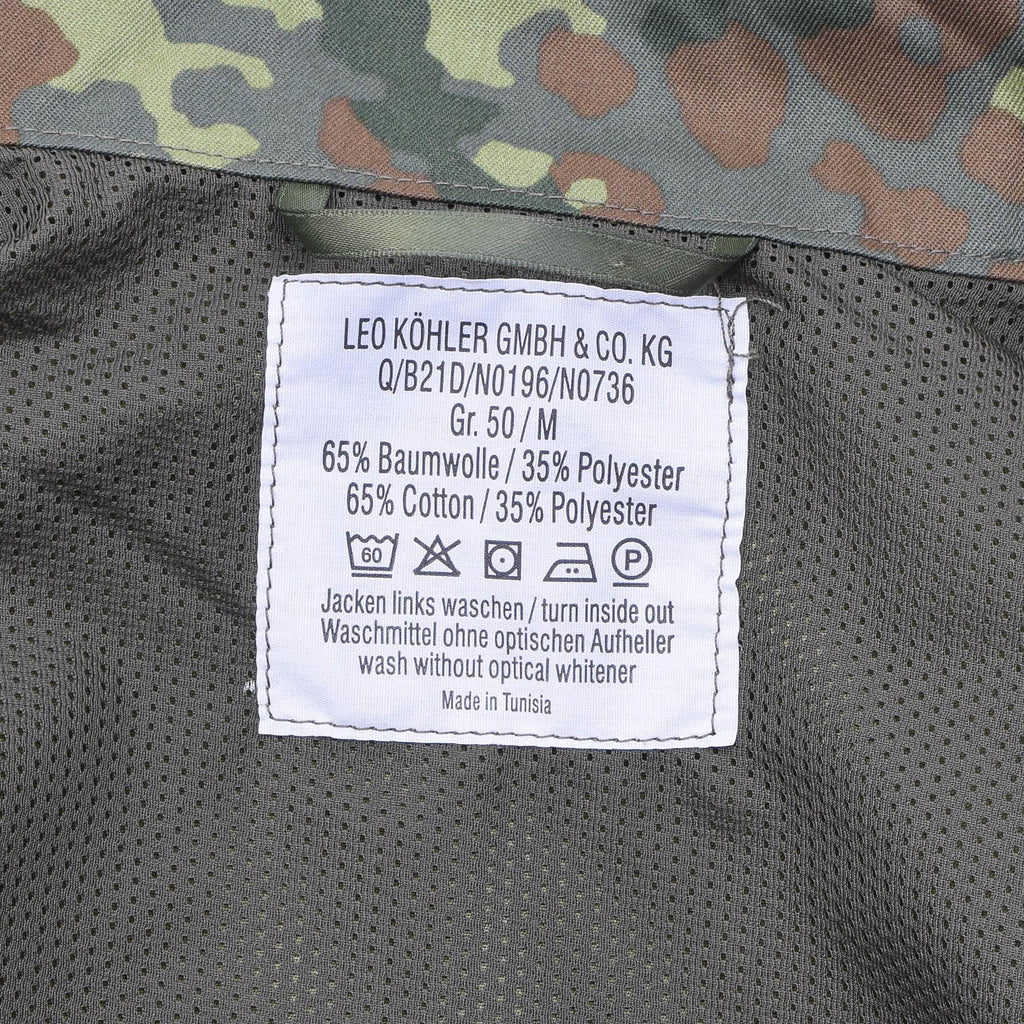 LEO KÖHLER GMBH & CO. KG
Q/B21D/N0196/N0736
Gr. 50 / M
65% Baumwolle / 35% Polyester
65% Cotton / 35% Polyester
60 P
Jacken links waschen / turn inside out
Waschmittel ohne optischen Aufheller
wash without optical whitener
Made in Tunisia